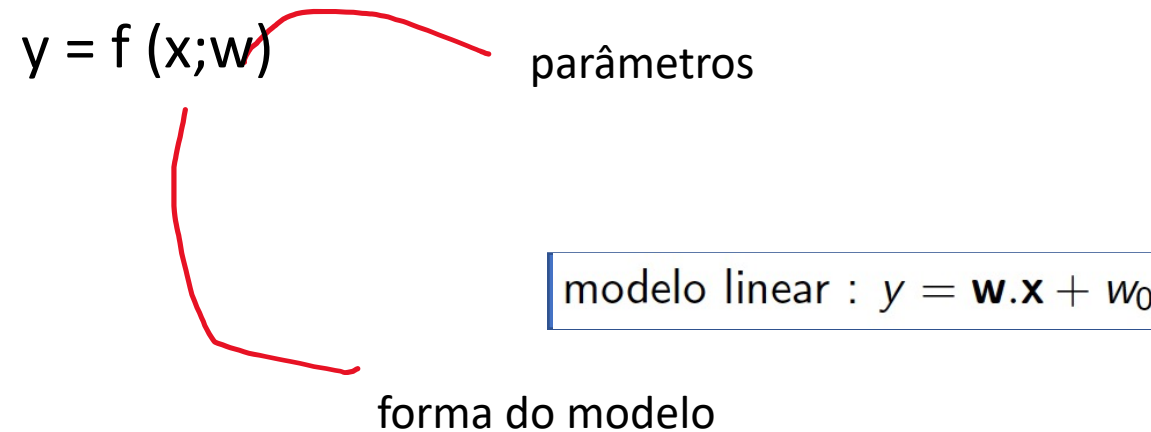 y = f (x;w)
parâmetros
modelo linear : y = w.x + w₀
forma do modelo